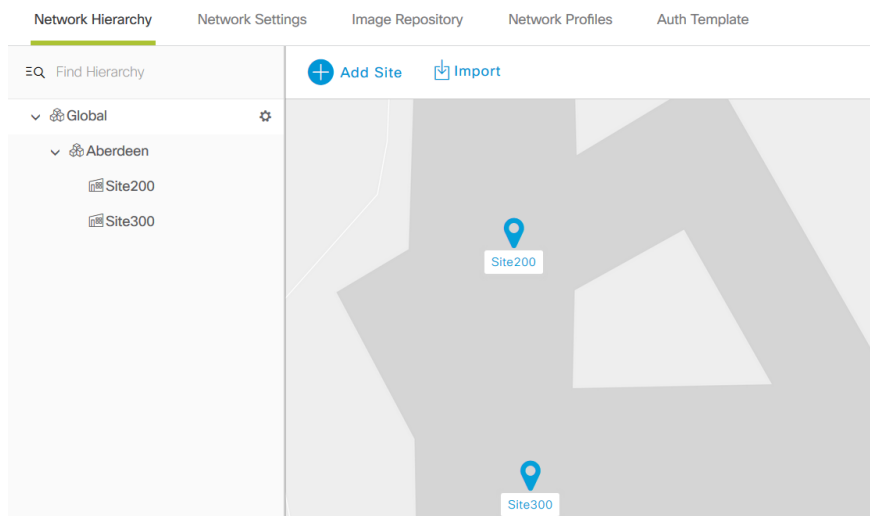 Network Hierarchy Network Settings Image Repository Network Profiles Auth Template
Find Hierarchy
Add Site Import
Global
Aberdeen
Site200
Site300
Site200
Site300